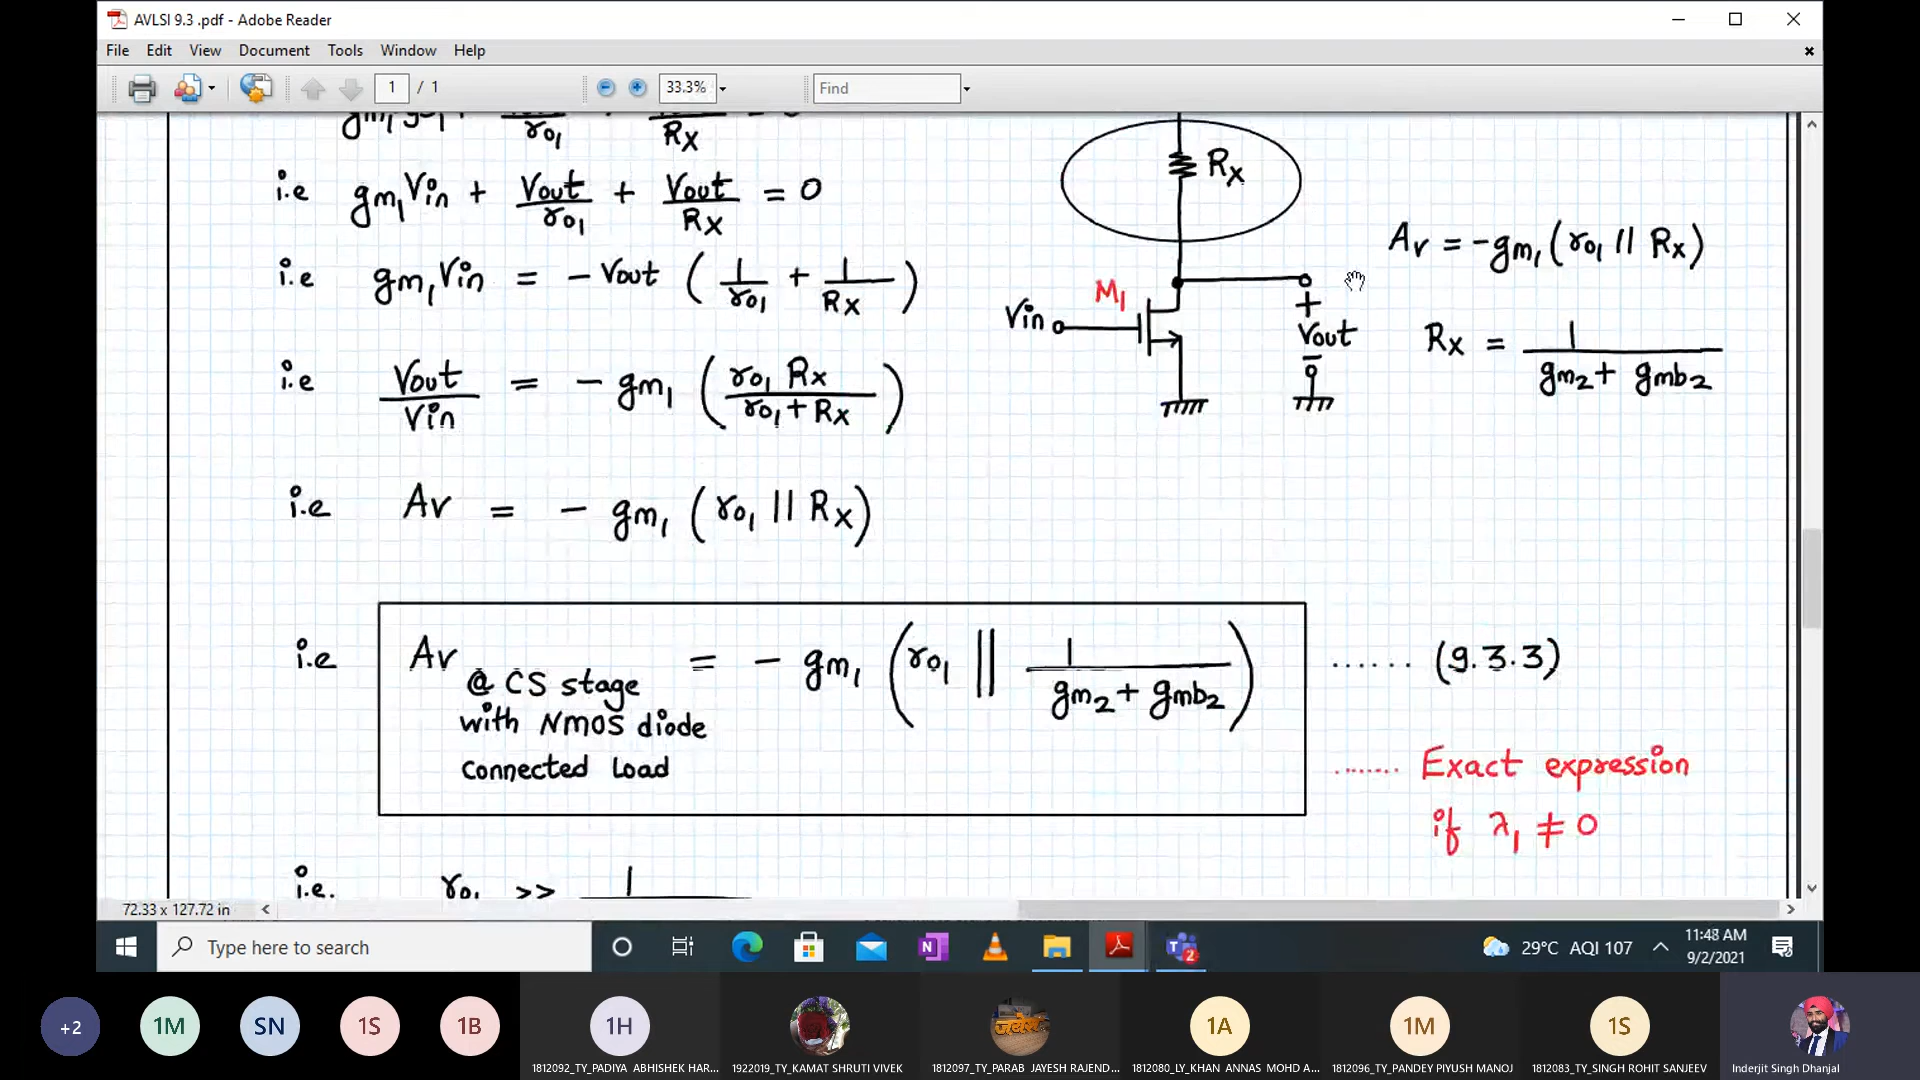 AVLSI 9.3 .pdf - Adobe Reader
File Edit View Document Tools Window Help
1 / 1 33.3% Find
rO1 RX
i.e gm1Vin + Vout/rO1 + Vout/RX = 0
i.e gm1Vin = - Vout ( 1/rO1 + 1/RX )
i.e Vout/Vin = - gm1 ( rO1 RX / rO1 + RX )
i.e Av = - gm1 ( rO1 || RX )
RX
M1
Vin
+
Vout
-
Av = -gm1 ( rO1 || RX )
RX = 1 / gm2 + gmb2
i.e Av @ CS stage with NMOS diode connected load = - gm1 ( rO1 || 1 / gm2 + gmb2 ) ...... (9.3.3)
....... Exact expression
if λ1 ≠ 0
i.e. rO1 >> 1
72.33 x 127.72 in
Type here to search
29°C AQI 107
11:48 AM
9/2/2021
2
+2 1M SN 1S 1B 1H 1A 1M 1S
1812092_TY_PADIYA ABHISHEK HAR...
1922019_TY_KAMAT SHRUTI VIVEK
1812097_TY_PARAB JAYESH RAJEND...
1812080_LY_KHAN ANNAS MOHD A...
1812096_TY_PANDEY PIYUSH MANOJ
1812083_TY_SINGH ROHIT SANJEEV
Inderjit Singh Dhanjal